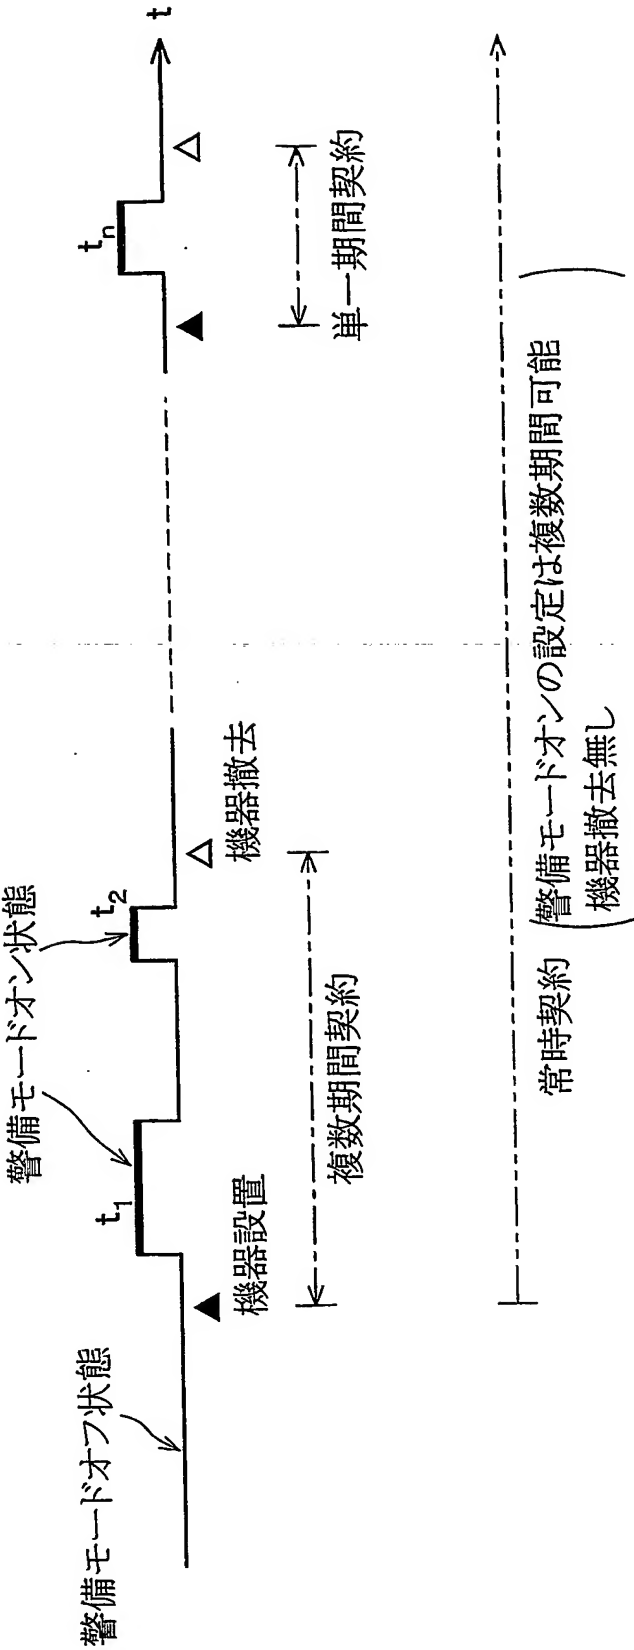 警備モードオフ状態
警備モードオン状態
t1
t2
tn
t
機器設置
機器撤去
複数期間契約
単一期間契約
常時契約
(警備モードオンの設定は複数期間可能
機器撤去無し)